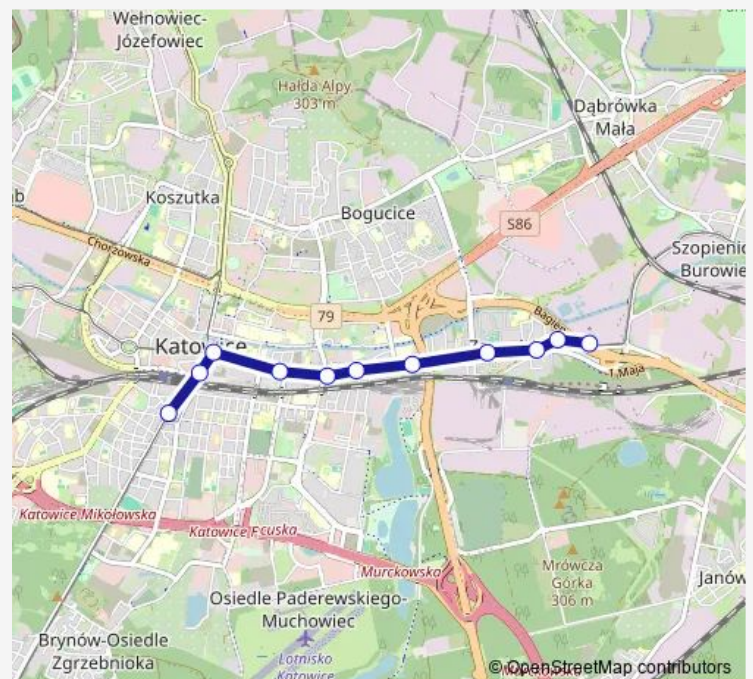 Wełnowiec-
Józefowiec
Hałda Alpy
303 m
Dąbrówka
Mała
Koszutka
Bogucice
S86
Chorzowska
Szopienic
Burowie
79
Katowice
1 Maja
Katowice Mikołowska
Murckowska
Mrówcza
Górka
306 m
Janów
Osiedle Paderewskiego-
Muchowiec
Brynów-Osiedle
Zgrzebnioka
Lotnisko
Katowice
© OpenStreetMap contributors